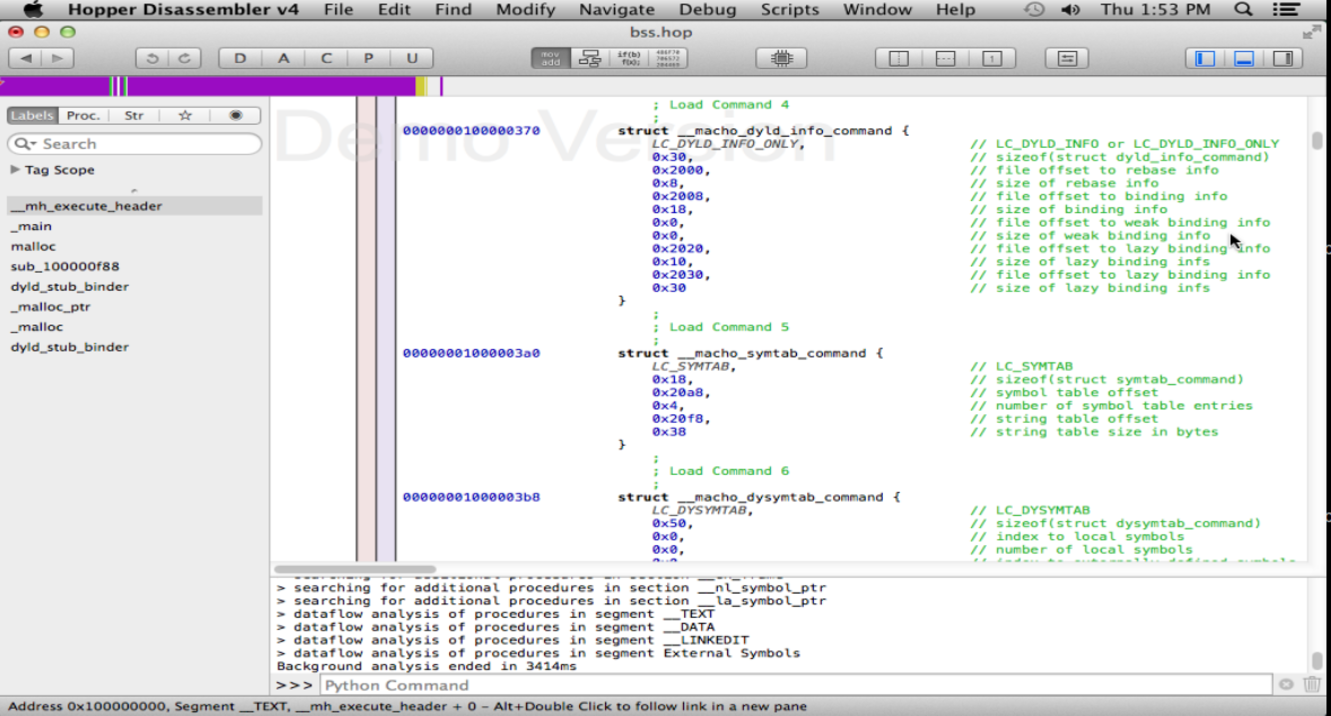 Hopper Disassembler v4 File Edit Find Modify Navigate Debug Scripts Window Help Thu 1:53 PM
bss.hop
D A C P U mov add if(b) f(0);
Labels Proc. Str
Search
Tag Scope
__mh_execute_header
_main
malloc
sub_100000f88
dyld_stub_binder
_malloc_ptr
_malloc
dyld_stub_binder
Demo Version
; Load Command 4
;
0000000100000370 struct __macho_dyld_info_command {
LC_DYLD_INFO_ONLY, // LC_DYLD_INFO or LC_DYLD_INFO_ONLY
0x30, // sizeof(struct dyld_info_command)
0x2000, // file offset to rebase info
0x8, // size of rebase info
0x2008, // file offset to binding info
0x18, // size of binding info
0x0, // file offset to weak binding info
0x0, // size of weak binding info
0x2020, // file offset to lazy binding info
0x10, // size of lazy binding infs
0x2030, // file offset to lazy binding info
0x30 // size of lazy binding infs
}
;
; Load Command 5
;
00000001000003a0 struct __macho_symtab_command {
LC_SYMTAB, // LC_SYMTAB
0x18, // sizeof(struct symtab_command)
0x20a8, // symbol table offset
0x4, // number of symbol table entries
0x20f8, // string table offset
0x38 // string table size in bytes
}
;
; Load Command 6
;
00000001000003b8 struct __macho_dysymtab_command {
LC_DYSYMTAB, // LC_DYSYMTAB
0x50, // sizeof(struct dysymtab_command)
0x0, // index to local symbols
0x0, // number of local symbols
> searching for additional procedures in section __nl_symbol_ptr
> searching for additional procedures in section __la_symbol_ptr
> dataflow analysis of procedures in segment __TEXT
> dataflow analysis of procedures in segment __DATA
> dataflow analysis of procedures in segment __LINKEDIT
> dataflow analysis of procedures in segment External Symbols
Background analysis ended in 3414ms
>>> Python Command
Address 0x100000000, Segment __TEXT, __mh_execute_header + 0 – Alt+Double Click to follow link in a new pane